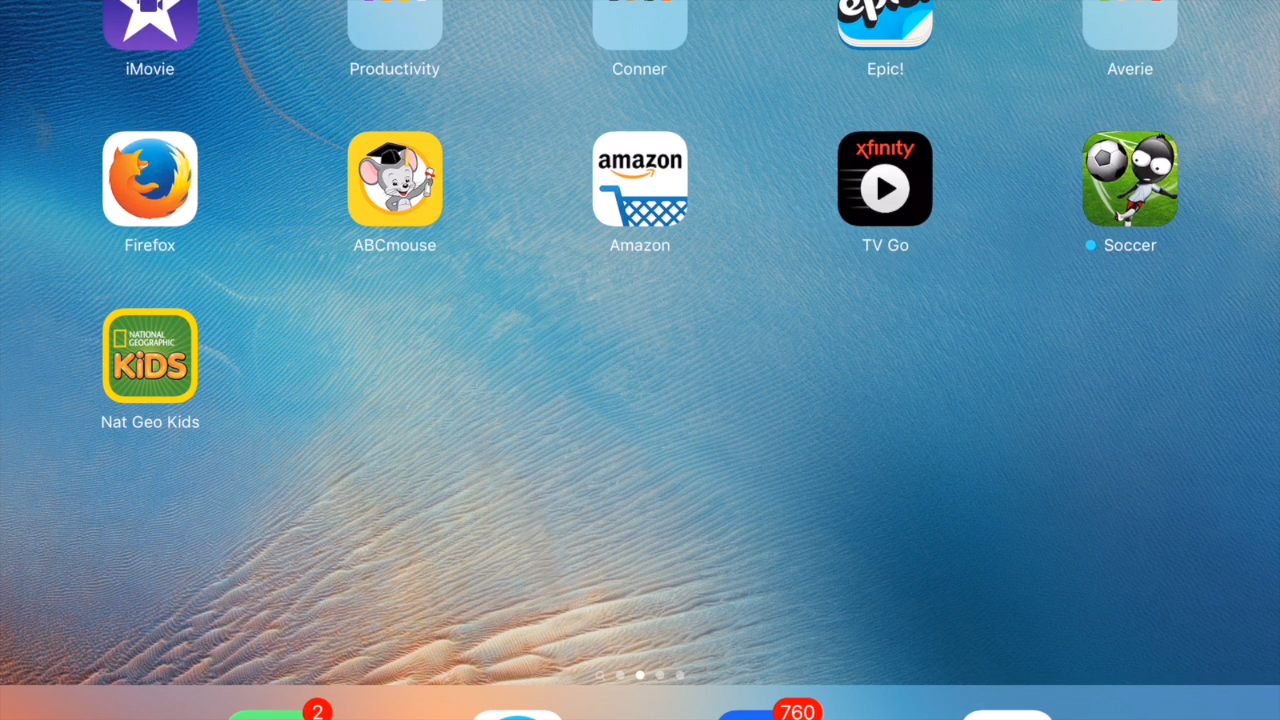 epic!
iMovie
Productivity
Conner
Epic!
Averie
amazon
xfinity
Firefox
ABCmouse
Amazon
TV Go
Soccer
NATIONAL
GEOGRAPHIC
KiDS
Nat Geo Kids
2
760